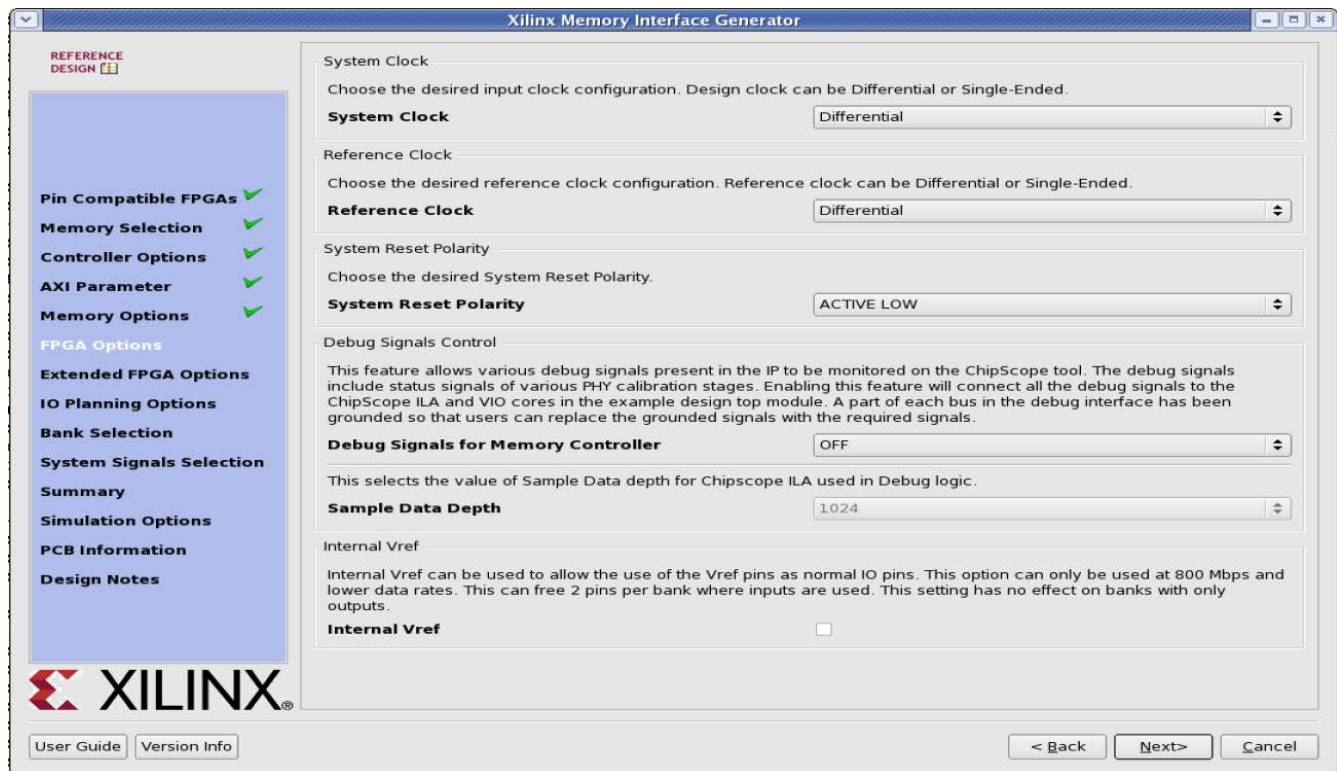 Xilinx Memory Interface Generator
REFERENCE
DESIGN
Pin Compatible FPGAs
Memory Selection
Controller Options
AXI Parameter
Memory Options
FPGA Options
Extended FPGA Options
IO Planning Options
Bank Selection
System Signals Selection
Summary
Simulation Options
PCB Information
Design Notes
XILINX®
System Clock
Choose the desired input clock configuration. Design clock can be Differential or Single-Ended.
System Clock Differential
Reference Clock
Choose the desired reference clock configuration. Reference clock can be Differential or Single-Ended.
Reference Clock Differential
System Reset Polarity
Choose the desired System Reset Polarity.
System Reset Polarity ACTIVE LOW
Debug Signals Control
This feature allows various debug signals present in the IP to be monitored on the ChipScope tool. The debug signals
include status signals of various PHY calibration stages. Enabling this feature will connect all the debug signals to the
ChipScope ILA and VIO cores in the example design top module. A part of each bus in the debug interface has been
grounded so that users can replace the grounded signals with the required signals.
Debug Signals for Memory Controller OFF
This selects the value of Sample Data depth for Chipscope ILA used in Debug logic.
Sample Data Depth 1024
Internal Vref
Internal Vref can be used to allow the use of the Vref pins as normal IO pins. This option can only be used at 800 Mbps and
lower data rates. This can free 2 pins per bank where inputs are used. This setting has no effect on banks with only
outputs.
Internal Vref
User Guide Version Info < Back Next> Cancel